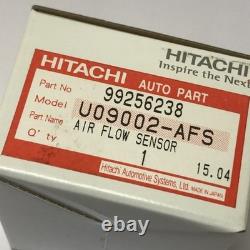 HITACHI
Inspire the Next
HITACHI AUTO PART
Part No 99256238
Model U09002-AFS
Part Name AIR FLOW SENSOR
Q' ty 1 15.04
Hitachi Automotive Systems, Ltd. MADE IN JAPAN